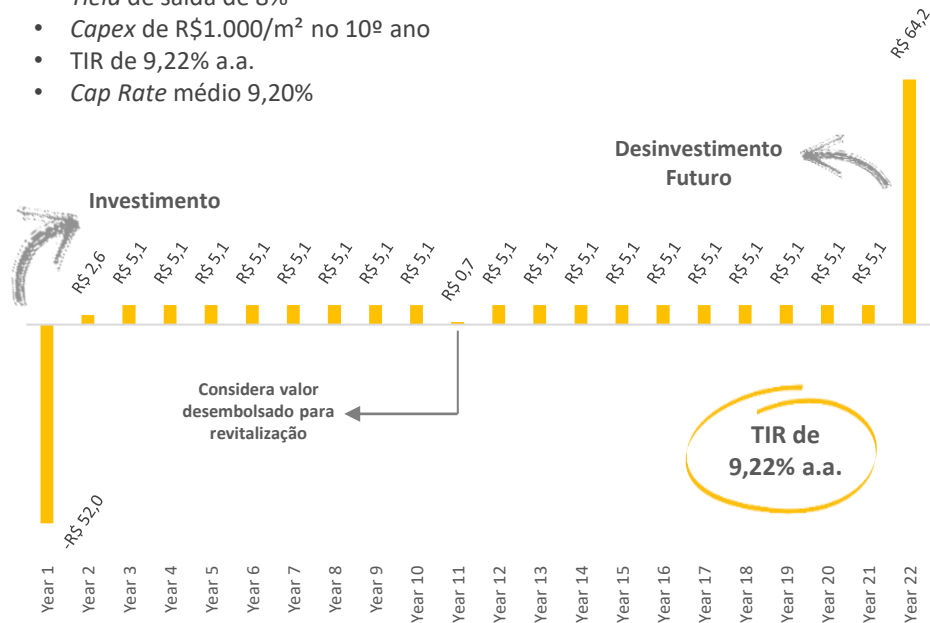 Yield de saída de 8%
• Capex de R$1.000/m² no 10º ano
• TIR de 9,22% a.a.
• Cap Rate médio 9,20%
R$ 64,2
Desinvestimento
Futuro
Investimento
R$ 2,6
R$ 5,1
R$ 5,1
R$ 5,1
R$ 5,1
R$ 5,1
R$ 5,1
R$ 5,1
R$ 5,1
R$ 0,7
R$ 5,1
R$ 5,1
R$ 5,1
R$ 5,1
R$ 5,1
R$ 5,1
R$ 5,1
R$ 5,1
R$ 5,1
R$ 5,1
Considera valor
desembolsado para
revitalização
TIR de
9,22% a.a.
-R$ 52,0
Year 1
Year 2
Year 3
Year 4
Year 5
Year 6
Year 7
Year 8
Year 9
Year 10
Year 11
Year 12
Year 13
Year 14
Year 15
Year 16
Year 17
Year 18
Year 19
Year 20
Year 21
Year 22